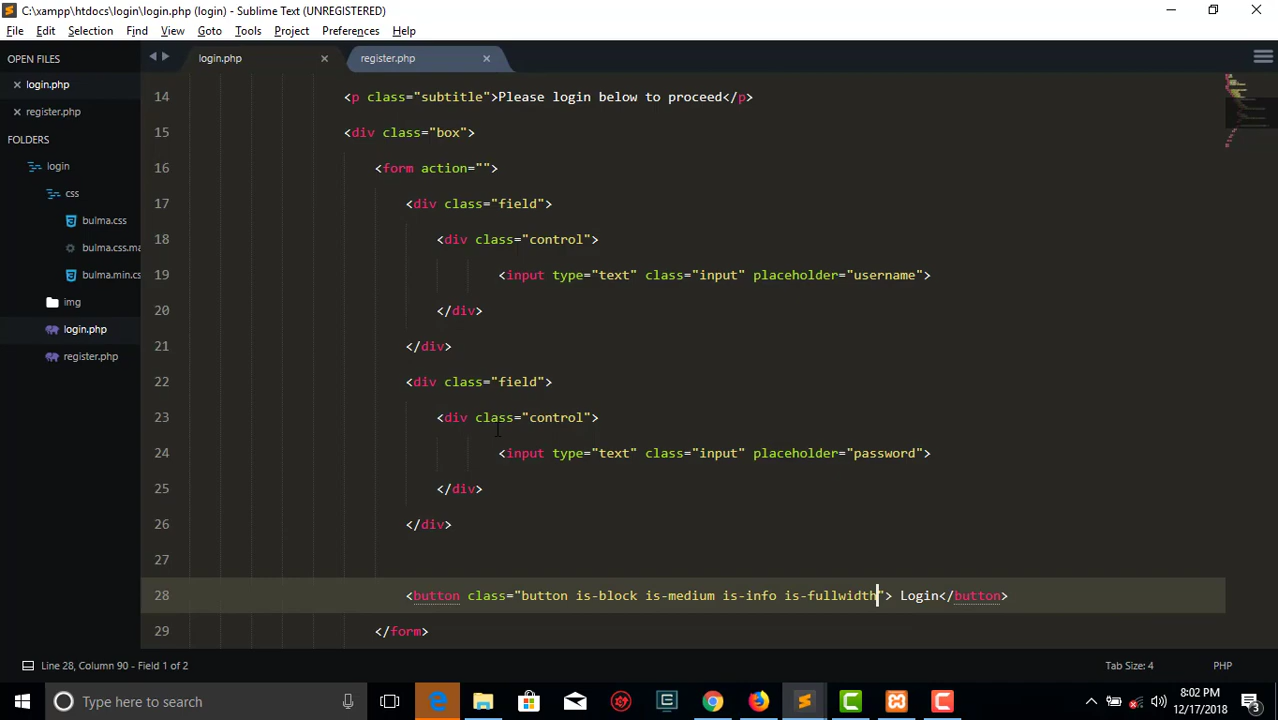 C:\xampp\htdocs\login\login.php (login) - Sublime Text (UNREGISTERED)
File Edit Selection Find View Goto Tools Project Preferences Help
OPEN FILES
login.php
register.php
FOLDERS
login
css
bulma.css
bulma.css.ma
bulma.min.cs
img
login.php
register.php
login.php register.php
14 <p class="subtitle">Please login below to proceed</p>
15 <div class="box">
16 <form action="">
17 <div class="field">
18 <div class="control">
19 <input type="text" class="input" placeholder="username">
20 </div>
21 </div>
22 <div class="field">
23 <div class="control">
24 <input type="text" class="input" placeholder="password">
25 </div>
26 </div>
27
28 <button class="button is-block is-medium is-info is-fullwidth"> Login</button>
29 </form>
Line 28, Column 90 - Field 1 of 2 Tab Size: 4 PHP
Type here to search 8:02 PM
12/17/2018
3